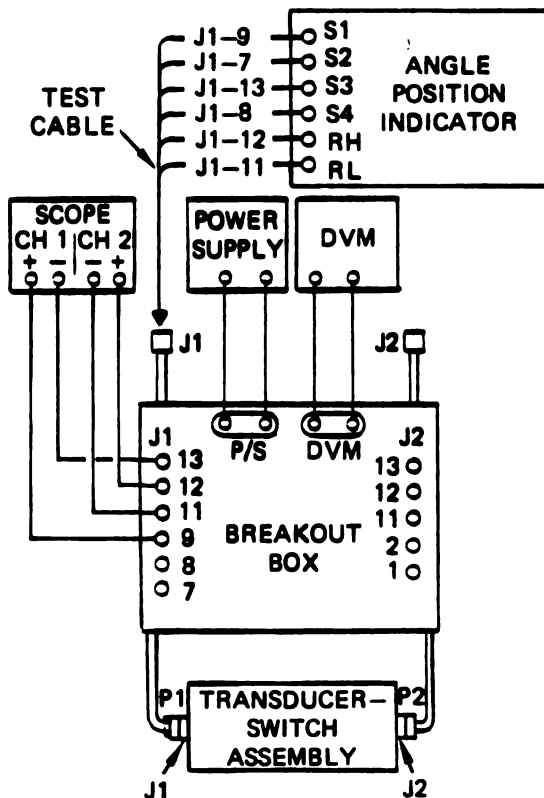 J1-9 S1
J1-7 S2
J1-13 S3
J1-8 S4
J1-12 RH
J1-11 RL
ANGLE
POSITION
INDICATOR
TEST
CABLE
SCOPE
CH 1 CH 2
+ - - +
POWER
SUPPLY
DVM
J1
J2
P/S
DVM
J1
13
12
11
9
8
7
J2
13
12
11
2
1
BREAKOUT
BOX
P1
TRANSDUCER-
SWITCH
ASSEMBLY
P2
J1
J2